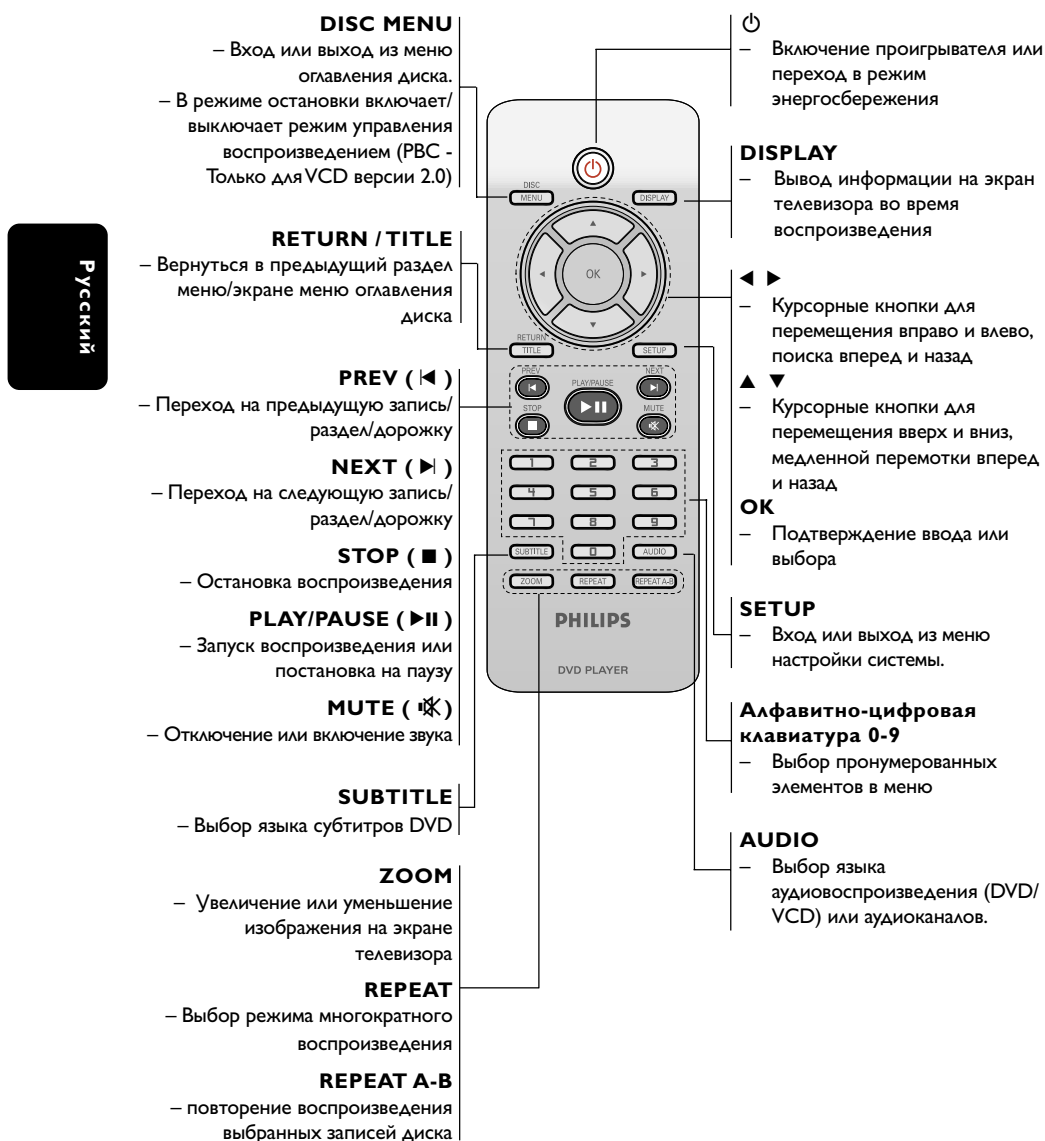 DISC MENU
– Вход или выход из меню
оглавления диска.
– В режиме остановки включает/
выключает режим управления
воспроизведением (PBC -
Только для VCD версии 2.0)
RETURN / TITLE
– Вернуться в предыдущий раздел
меню/экране меню оглавления
диска
PREV ( |◀ )
– Переход на предыдущую запись/
раздел/дорожку
NEXT ( ▶| )
– Переход на следующую запись/
раздел/дорожку
STOP ( ■ )
– Остановка воспроизведения
PLAY/PAUSE ( ▶II )
– Запуск воспроизведения или
постановка на паузу
MUTE ( 🔇 )
– Отключение или включение звука
SUBTITLE
– Выбор языка субтитров DVD
ZOOM
– Увеличение или уменьшение
изображения на экране
телевизора
REPEAT
– Выбор режима многократного
воспроизведения
REPEAT A-B
– повторение воспроизведения
выбранных записей диска
Русский
DISC
MENU
DISPLAY
OK
RETURN
TITLE
SETUP
PREV
PLAY/PAUSE
NEXT
STOP
MUTE
1 2 3
4 5 6
7 8 9
SUBTITLE 0 AUDIO
ZOOM REPEAT REPEAT A-B
PHILIPS
DVD PLAYER
⏻
– Включение проигрывателя или
переход в режим
энергосбережения
DISPLAY
– Вывод информации на экран
телевизора во время
воспроизведения
◀ ▶
– Курсорные кнопки для
перемещения вправо и влево,
поиска вперед и назад
▲ ▼
– Курсорные кнопки для
перемещения вверх и вниз,
медленной перемотки вперед
и назад
OK
– Подтверждение ввода или
выбора
SETUP
– Вход или выход из меню
настройки системы.
Алфавитно-цифровая
клавиатура 0-9
– Выбор пронумерованных
элементов в меню
AUDIO
– Выбор языка
аудиовоспроизведения (DVD/
VCD) или аудиоканалов.